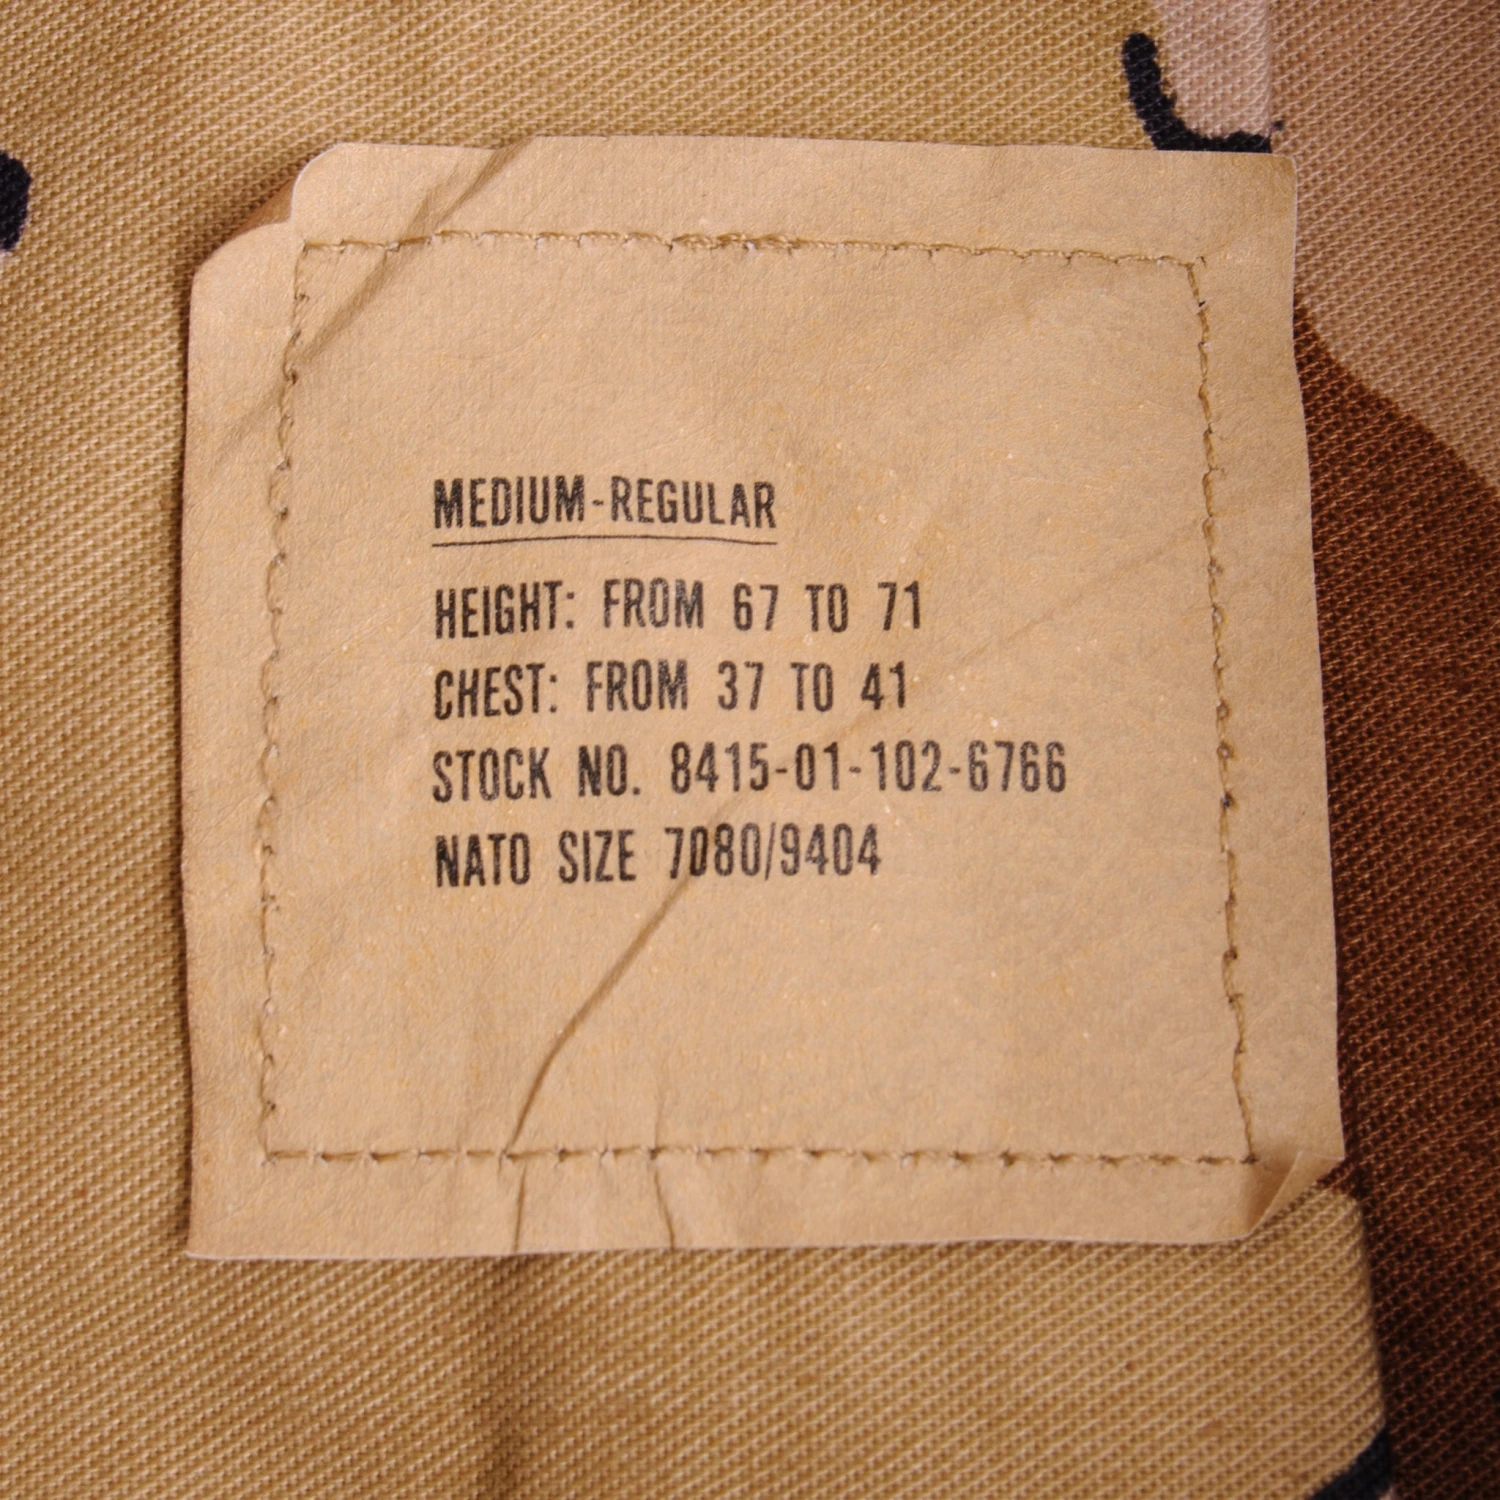 MEDIUM-REGULAR
HEIGHT: FROM 67 TO 71
CHEST: FROM 37 TO 41
STOCK NO. 8415-01-102-6766
NATO SIZE 7080/9404